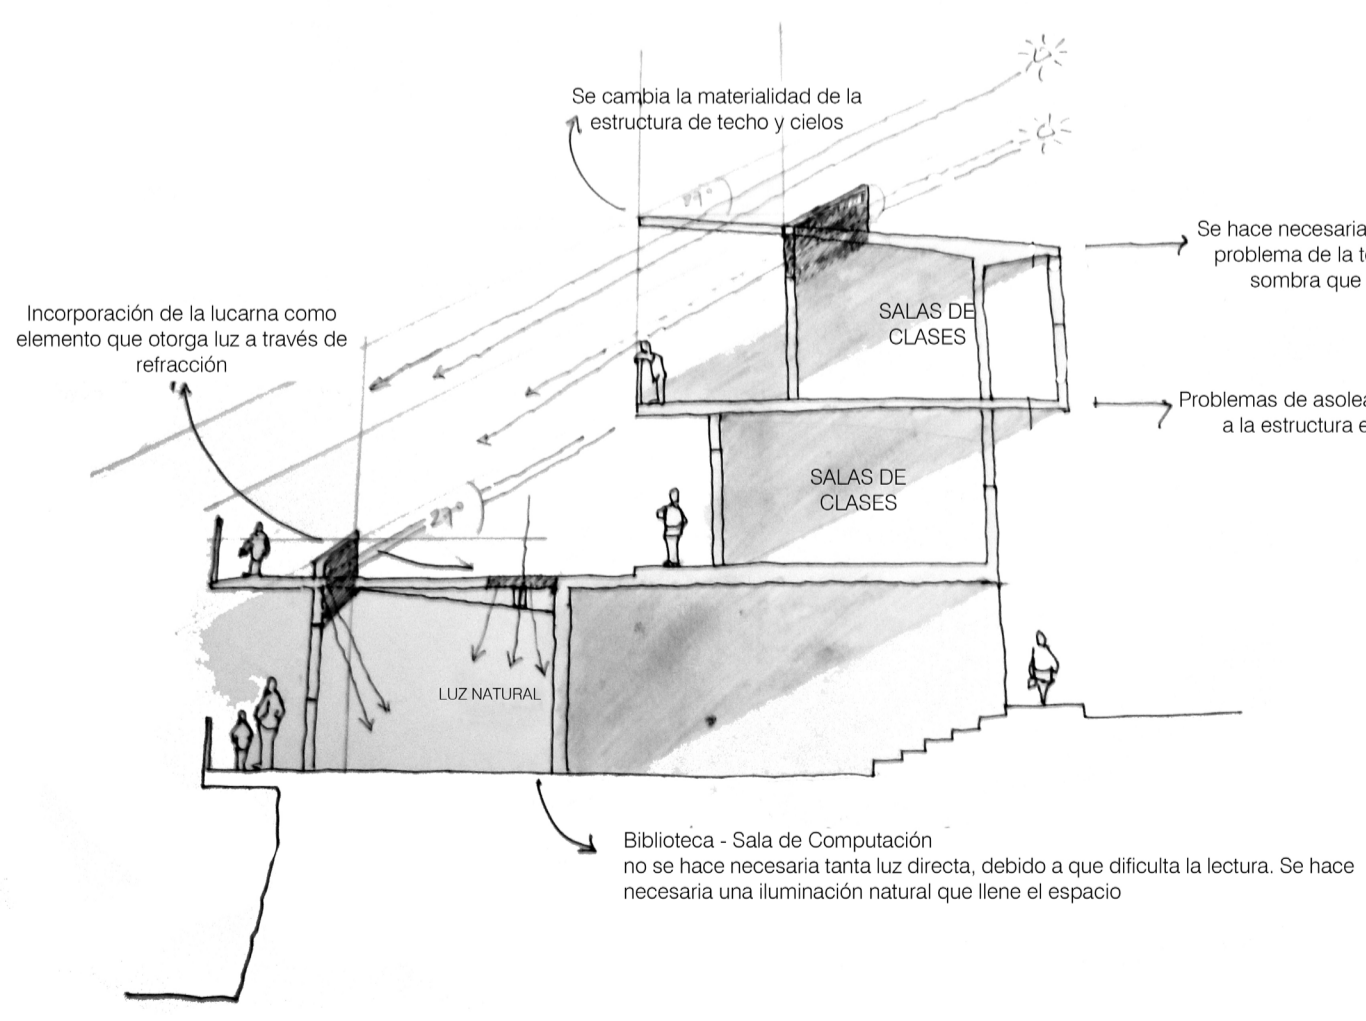 Se cambia la materialidad de la
estructura de techo y cielos
Se hace necesaria
problema de la
sombra que
Incorporación de la lucarna como
elemento que otorga luz a través de
refracción
SALAS DE
CLASES
Problemas de
a la estructura
SALAS DE
CLASES
29°
LUZ NATURAL
Biblioteca - Sala de Computación
no se hace necesaria tanta luz directa, debido a que dificulta la lectura. Se hace
necesaria una iluminación natural que llene el espacio